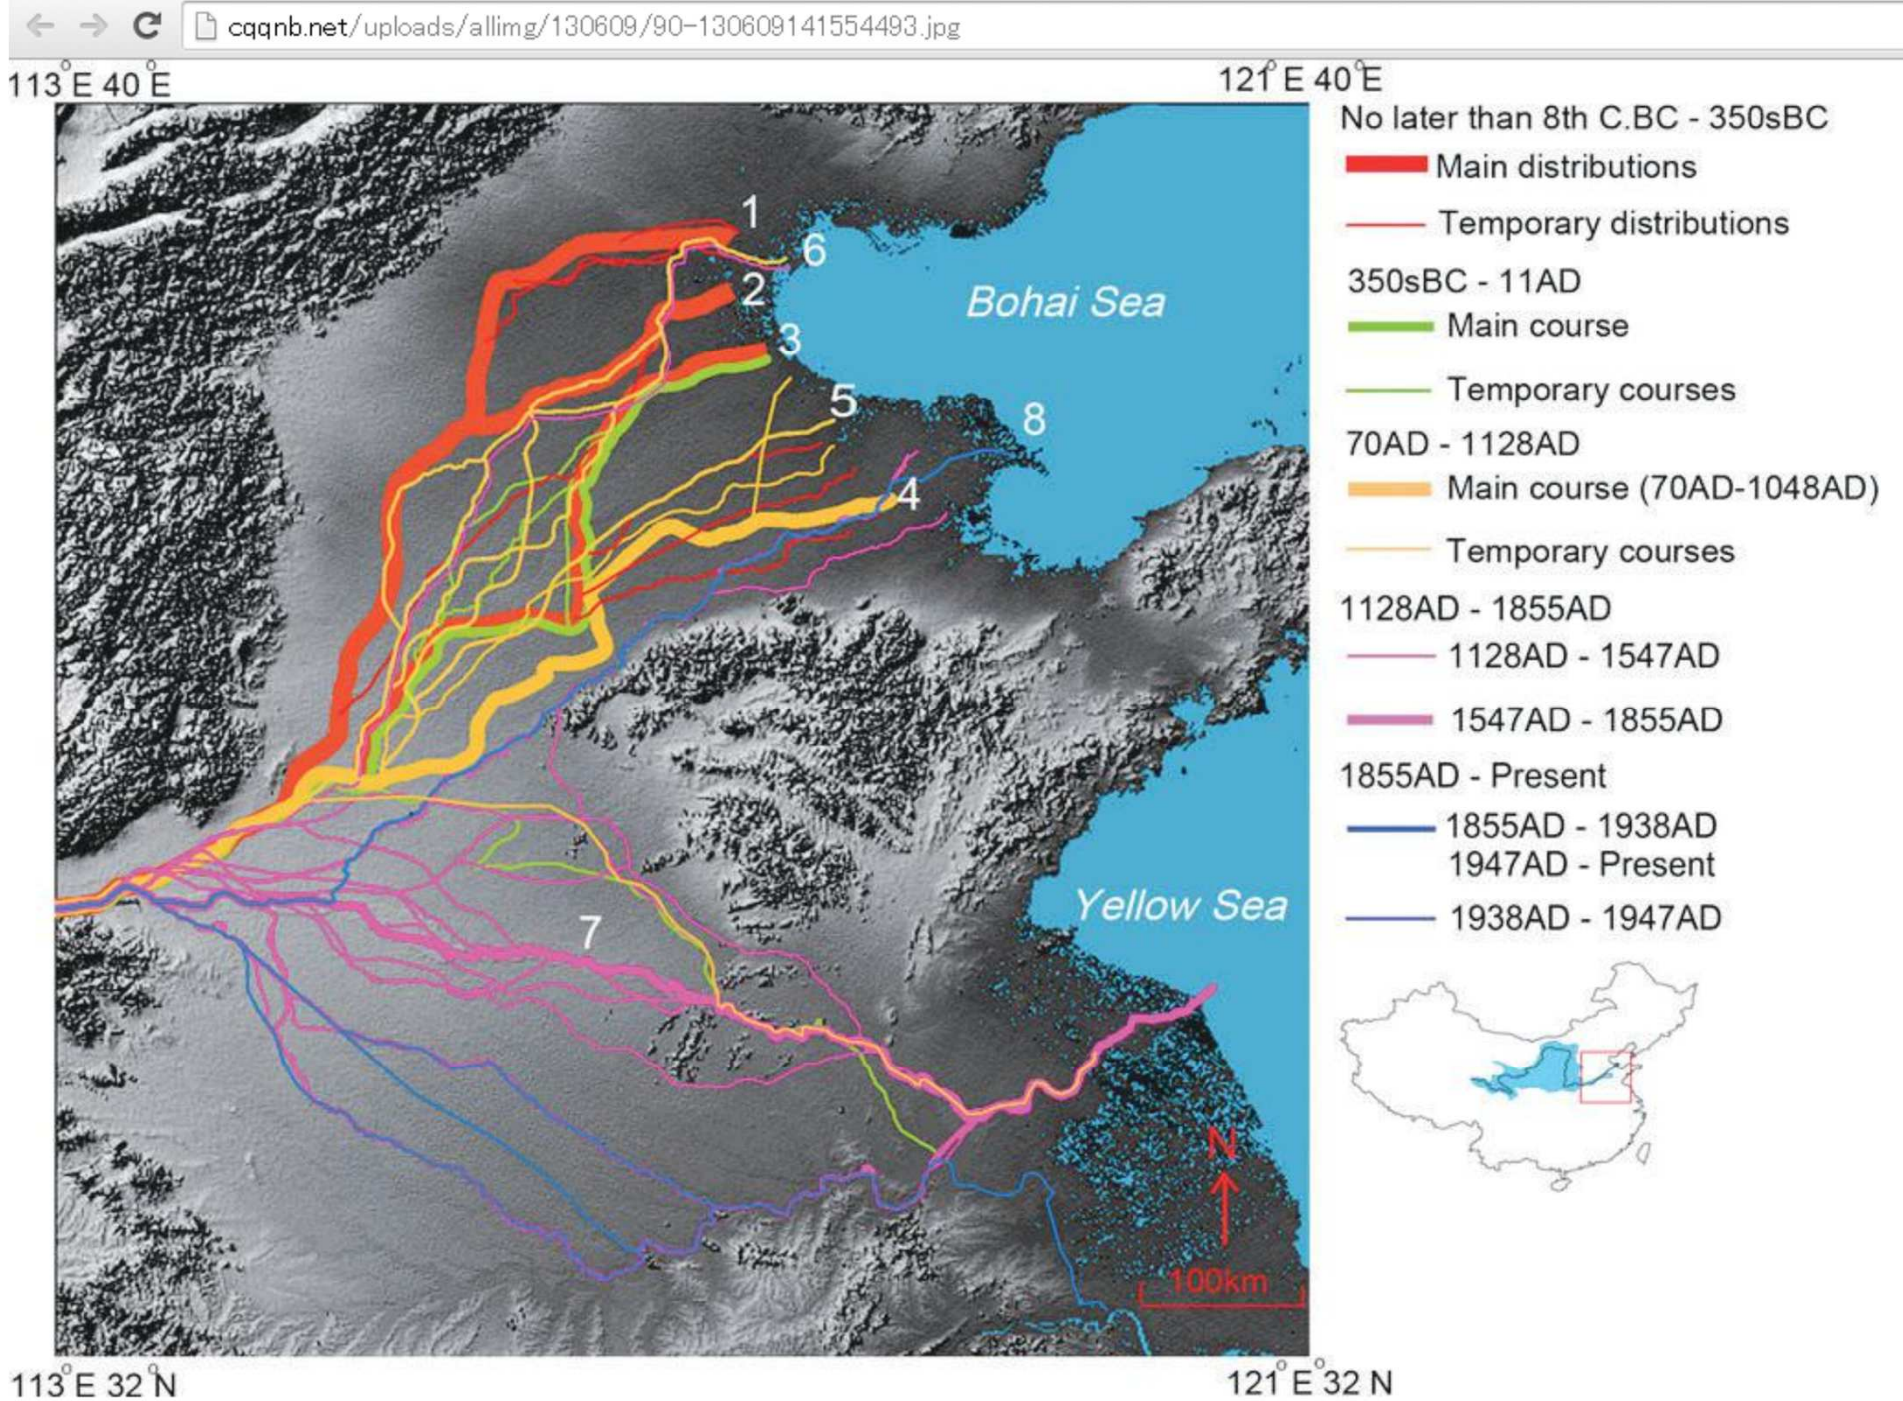 cqqnb.net/uploads/allimg/130609/90-130609141554493.jpg
113°E 40°E
121°E 40°E
No later than 8th C.BC - 350sBC
Main distributions
Temporary distributions
350sBC - 11AD
Main course
Temporary courses
70AD - 1128AD
Main course (70AD-1048AD)
Temporary courses
1128AD - 1855AD
1128AD - 1547AD
1547AD - 1855AD
1855AD - Present
1855AD - 1938AD
1947AD - Present
1938AD - 1947AD
1
6
2
Bohai Sea
3
5
8
4
Yellow Sea
7
N
100km
113°E 32°N
121°E 32°N